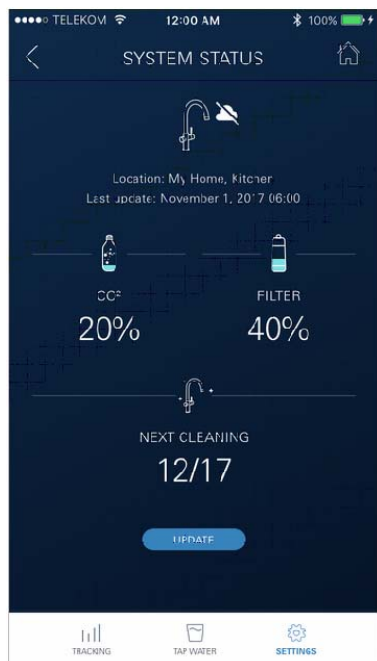 TELEKOM 12:00 AM 100%
SYSTEM STATUS
Location: My Home, Kitchen
Last update: November 1, 2017 06:00
CO² FILTER
20% 40%
NEXT CLEANING
12/17
UPDATE
TRACKING TAP WATER SETTINGS